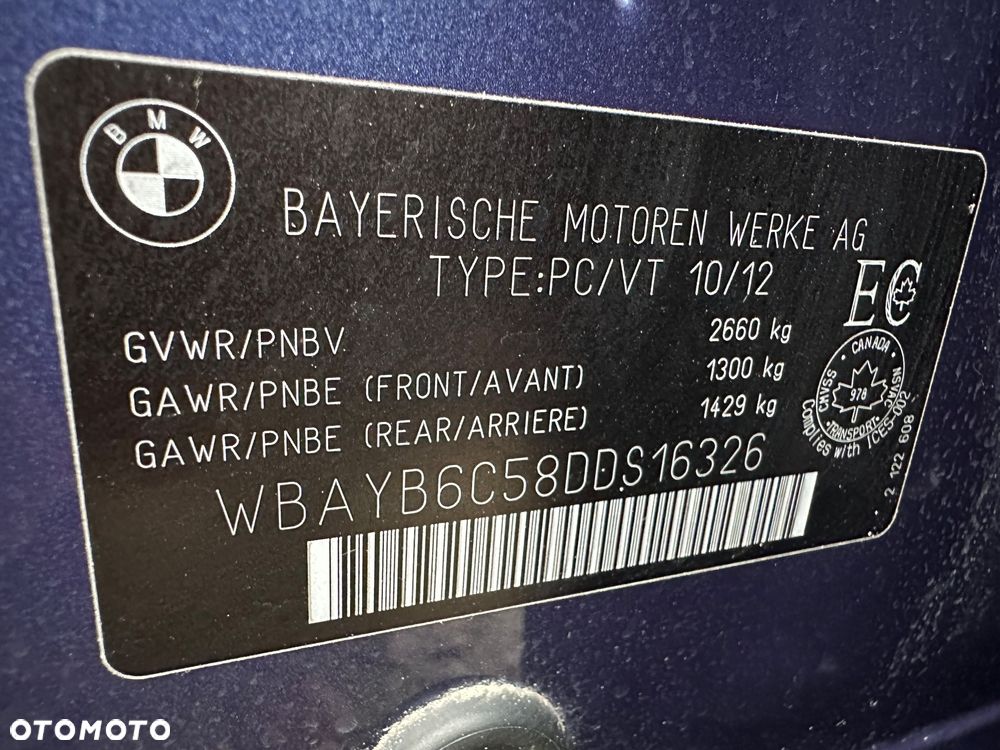 BMW
BAYERISCHE MOTOREN WERKE AG
TYPE:PC/VT 10/12
GVWR/PNBV 2660 kg
GAWR/PNBE (FRONT/AVANT) 1300 kg
GAWR/PNBE (REAR/ARRIERE) 1429 kg
WBAYB6C58DDS16326
EC
CANADA
CMVSS
NSVAC
978
TRANSPORT
Complies with ICES-002
2 122 608
OTOMOTO